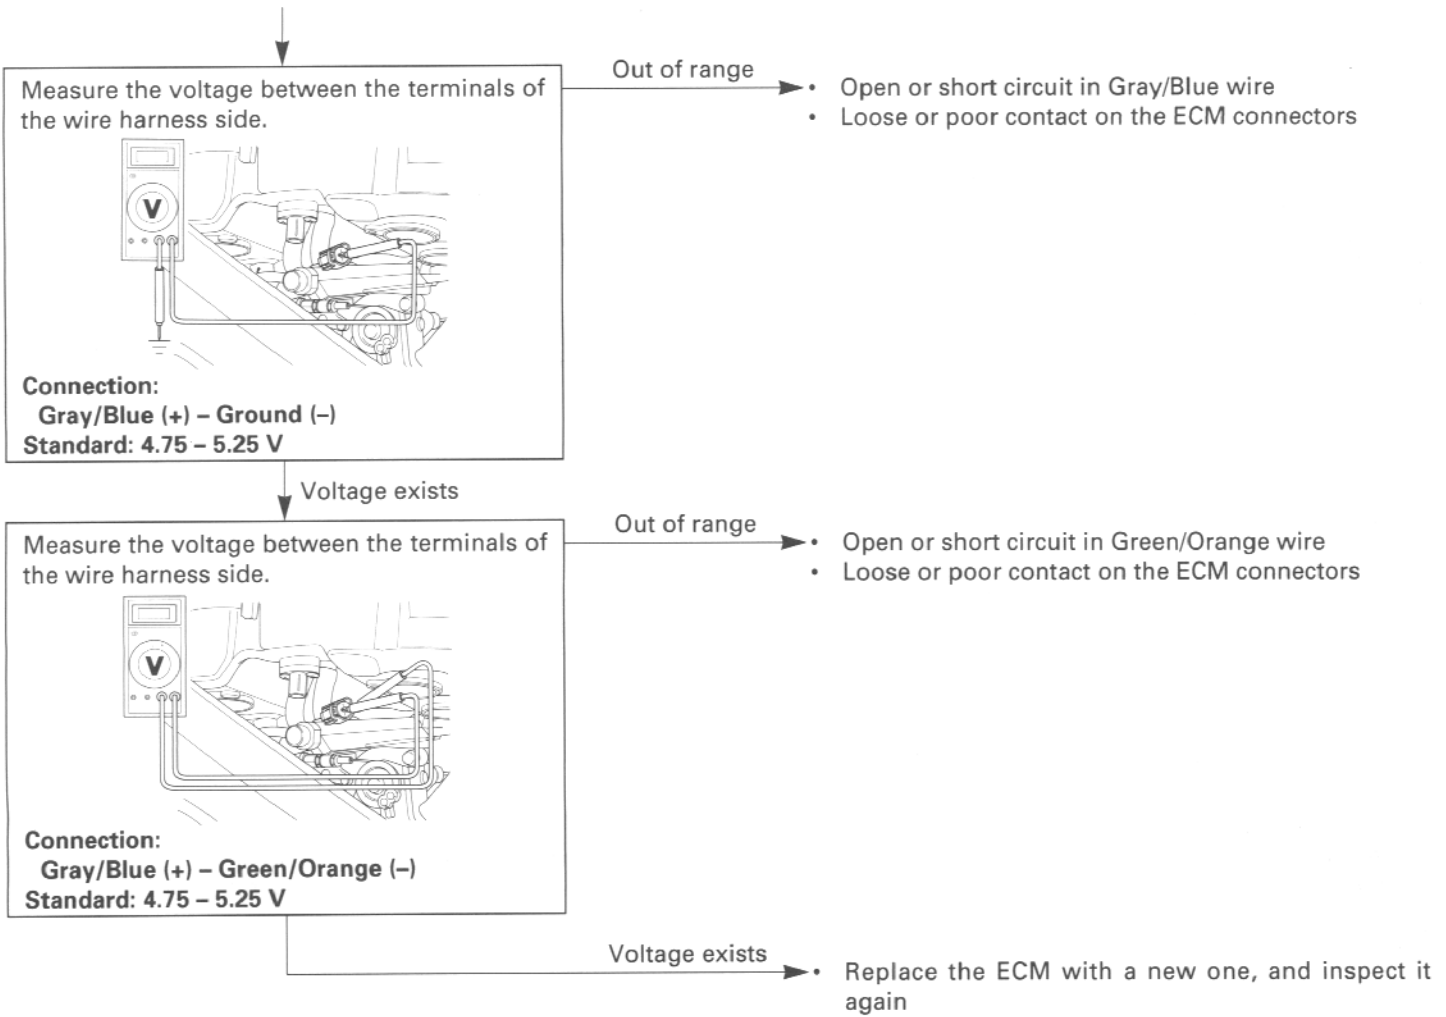 Measure the voltage between the terminals of
the wire harness side.
Out of range
• Open or short circuit in Gray/Blue wire
• Loose or poor contact on the ECM connectors
V
Connection:
Gray/Blue (+) – Ground (–)
Standard: 4.75 – 5.25 V
Voltage exists
Measure the voltage between the terminals of
the wire harness side.
Out of range
• Open or short circuit in Green/Orange wire
• Loose or poor contact on the ECM connectors
V
Connection:
Gray/Blue (+) – Green/Orange (–)
Standard: 4.75 – 5.25 V
Voltage exists
• Replace the ECM with a new one, and inspect it
again